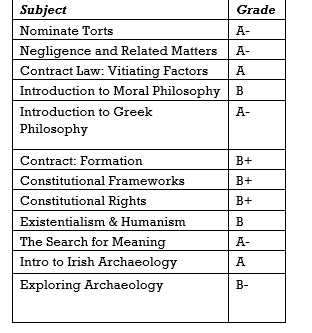 Subject Grade
Nominate Torts A-
Negligence and Related Matters A-
Contract Law: Vitiating Factors A
Introduction to Moral Philosophy B
Introduction to Greek A-
Philosophy
Contract: Formation B+
Constitutional Frameworks B+
Constitutional Rights B+
Existentialism & Humanism B
The Search for Meaning A-
Intro to Irish Archaeology A
Exploring Archaeology B-